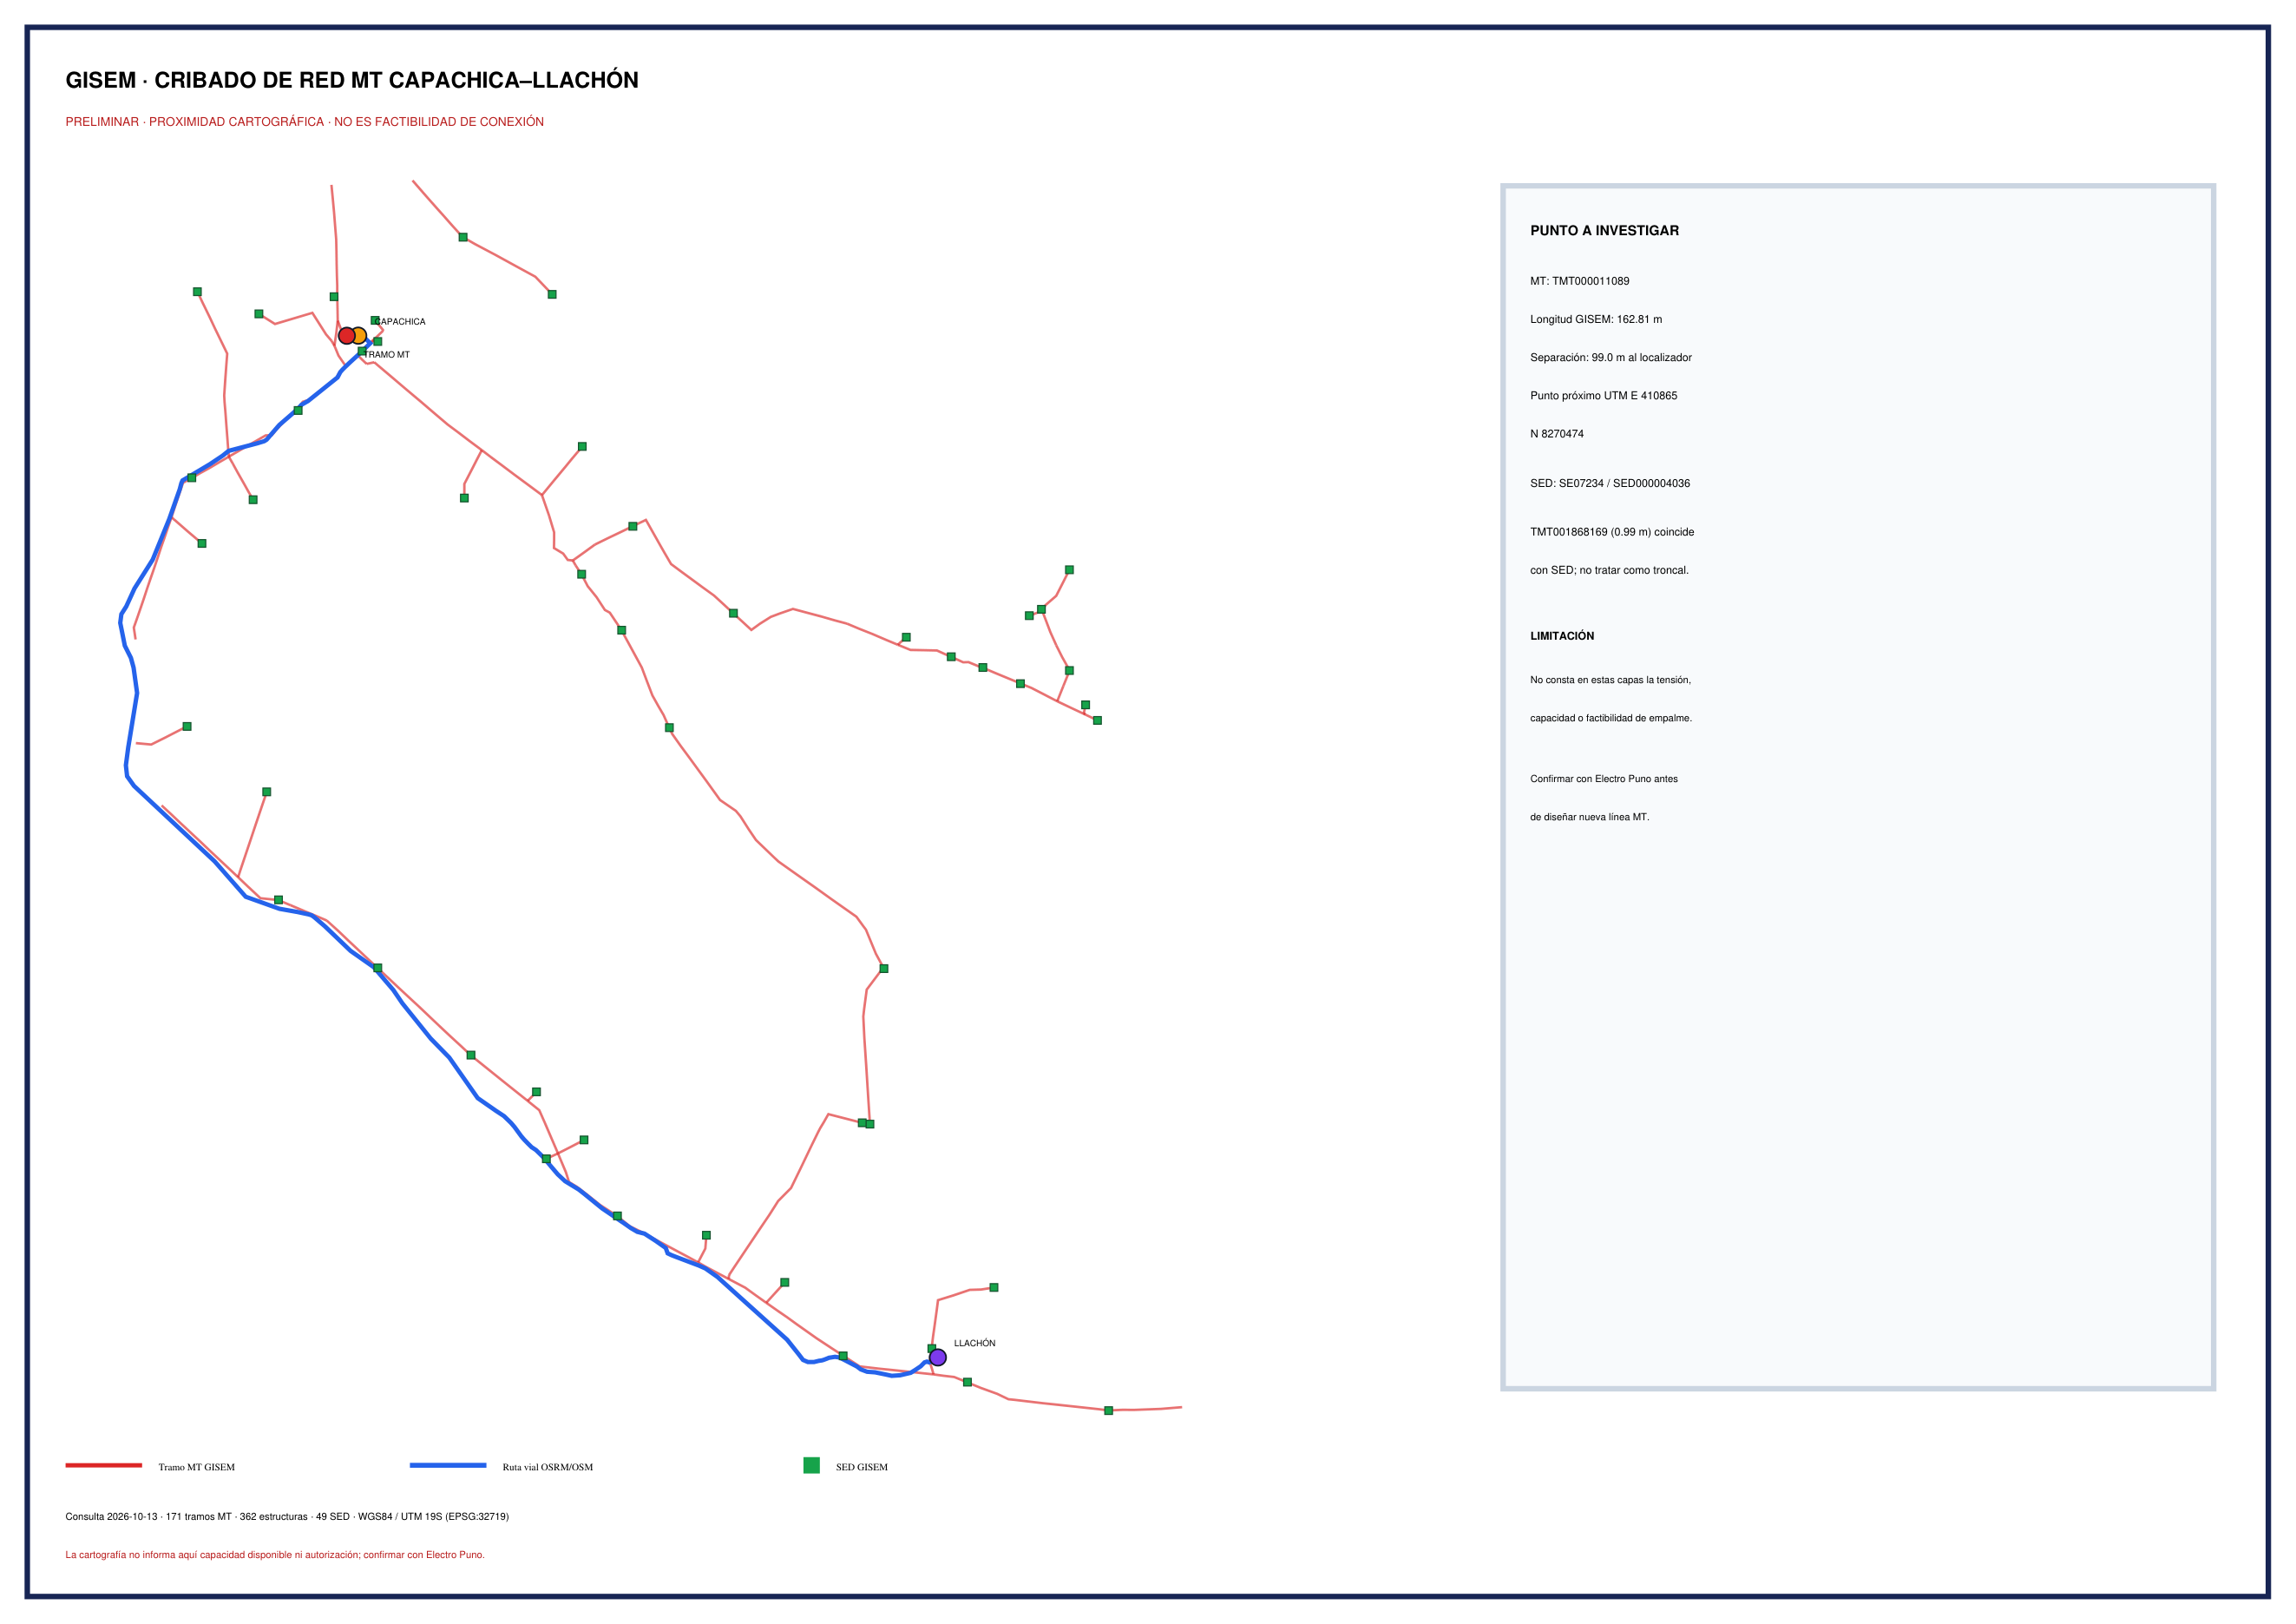 GISEM · CRIBADO DE RED MT CAPACHICA–LLACHÓN
PRELIMINAR · PROXIMIDAD CARTOGRÁFICA · NO ES FACTIBILIDAD DE CONEXIÓN
CAPACHICA
TRAMO MT
LLACHÓN
PUNTO A INVESTIGAR
MT: TMT000011089
Longitud GISEM: 162.81 m
Separación: 99.0 m al localizador
Punto próximo UTM E 410865
N 8270474
SED: SE07234 / SED000004036
TMT001868169 (0.99 m) coincide
con SED; no tratar como troncal.
LIMITACIÓN
No consta en estas capas la tensión,
capacidad o factibilidad de empalme.
Confirmar con Electro Puno antes
de diseñar nueva línea MT.
Tramo MT GISEM
Ruta vial OSRM/OSM
SED GISEM
Consulta 2026-10-13 · 171 tramos MT · 362 estructuras · 49 SED · WGS84 / UTM 19S (EPSG:32719)
La cartografía no informa aquí capacidad disponible ni autorización; confirmar con Electro Puno.